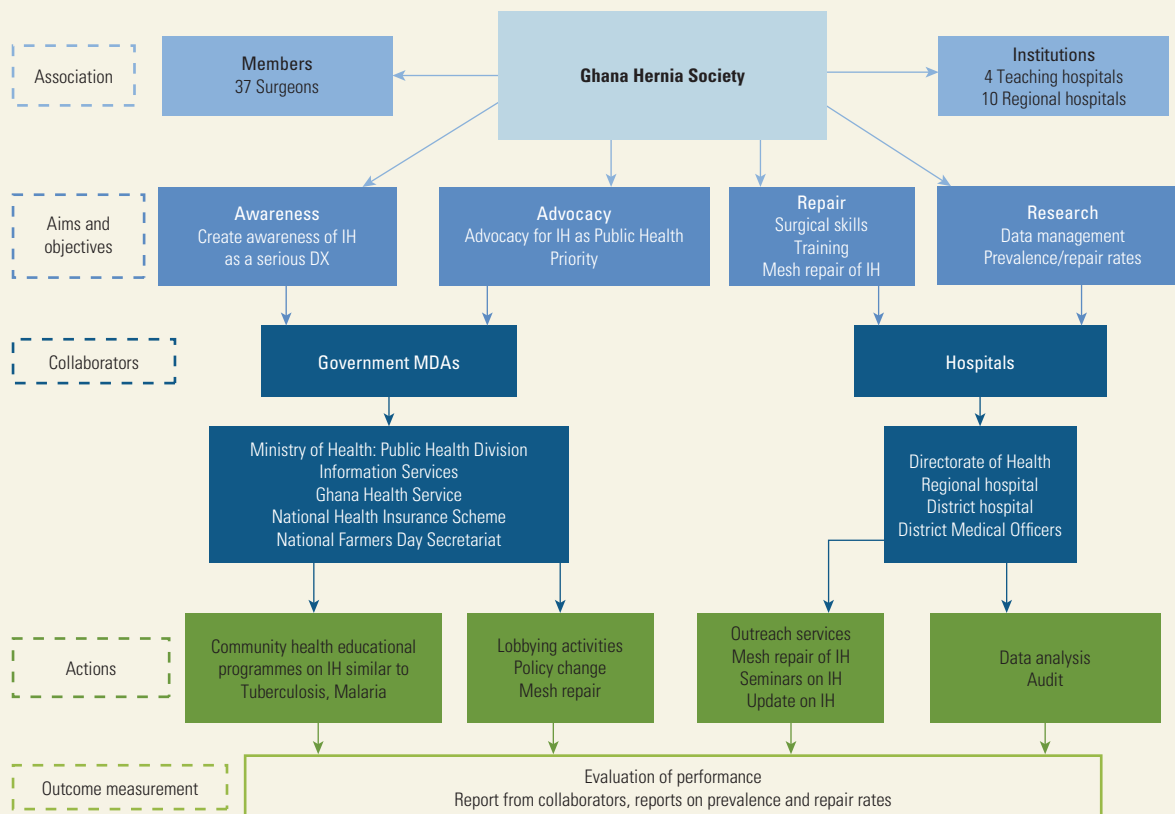 Association
Members
37 Surgeons
Ghana Hernia Society
Institutions
4 Teaching hospitals
10 Regional hospitals
Aims and
objectives
Awareness
Create awareness of IH
as a serious DX
Advocacy
Advocacy for IH as Public Health
Priority
Repair
Surgical skills
Training
Mesh repair of IH
Research
Data management
Prevalence/repair rates
Collaborators
Government MDAs
Hospitals
Ministry of Health: Public Health Division
Information Services
Ghana Health Service
National Health Insurance Scheme
National Farmers Day Secretariat
Directorate of Health
Regional hospital
District hospital
District Medical Officers
Actions
Community health educational
programmes on IH similar to
Tuberculosis, Malaria
Lobbying activities
Policy change
Mesh repair
Outreach services
Mesh repair of IH
Seminars on IH
Update on IH
Data analysis
Audit
Outcome measurement
Evaluation of performance
Report from collaborators, reports on prevalence and repair rates